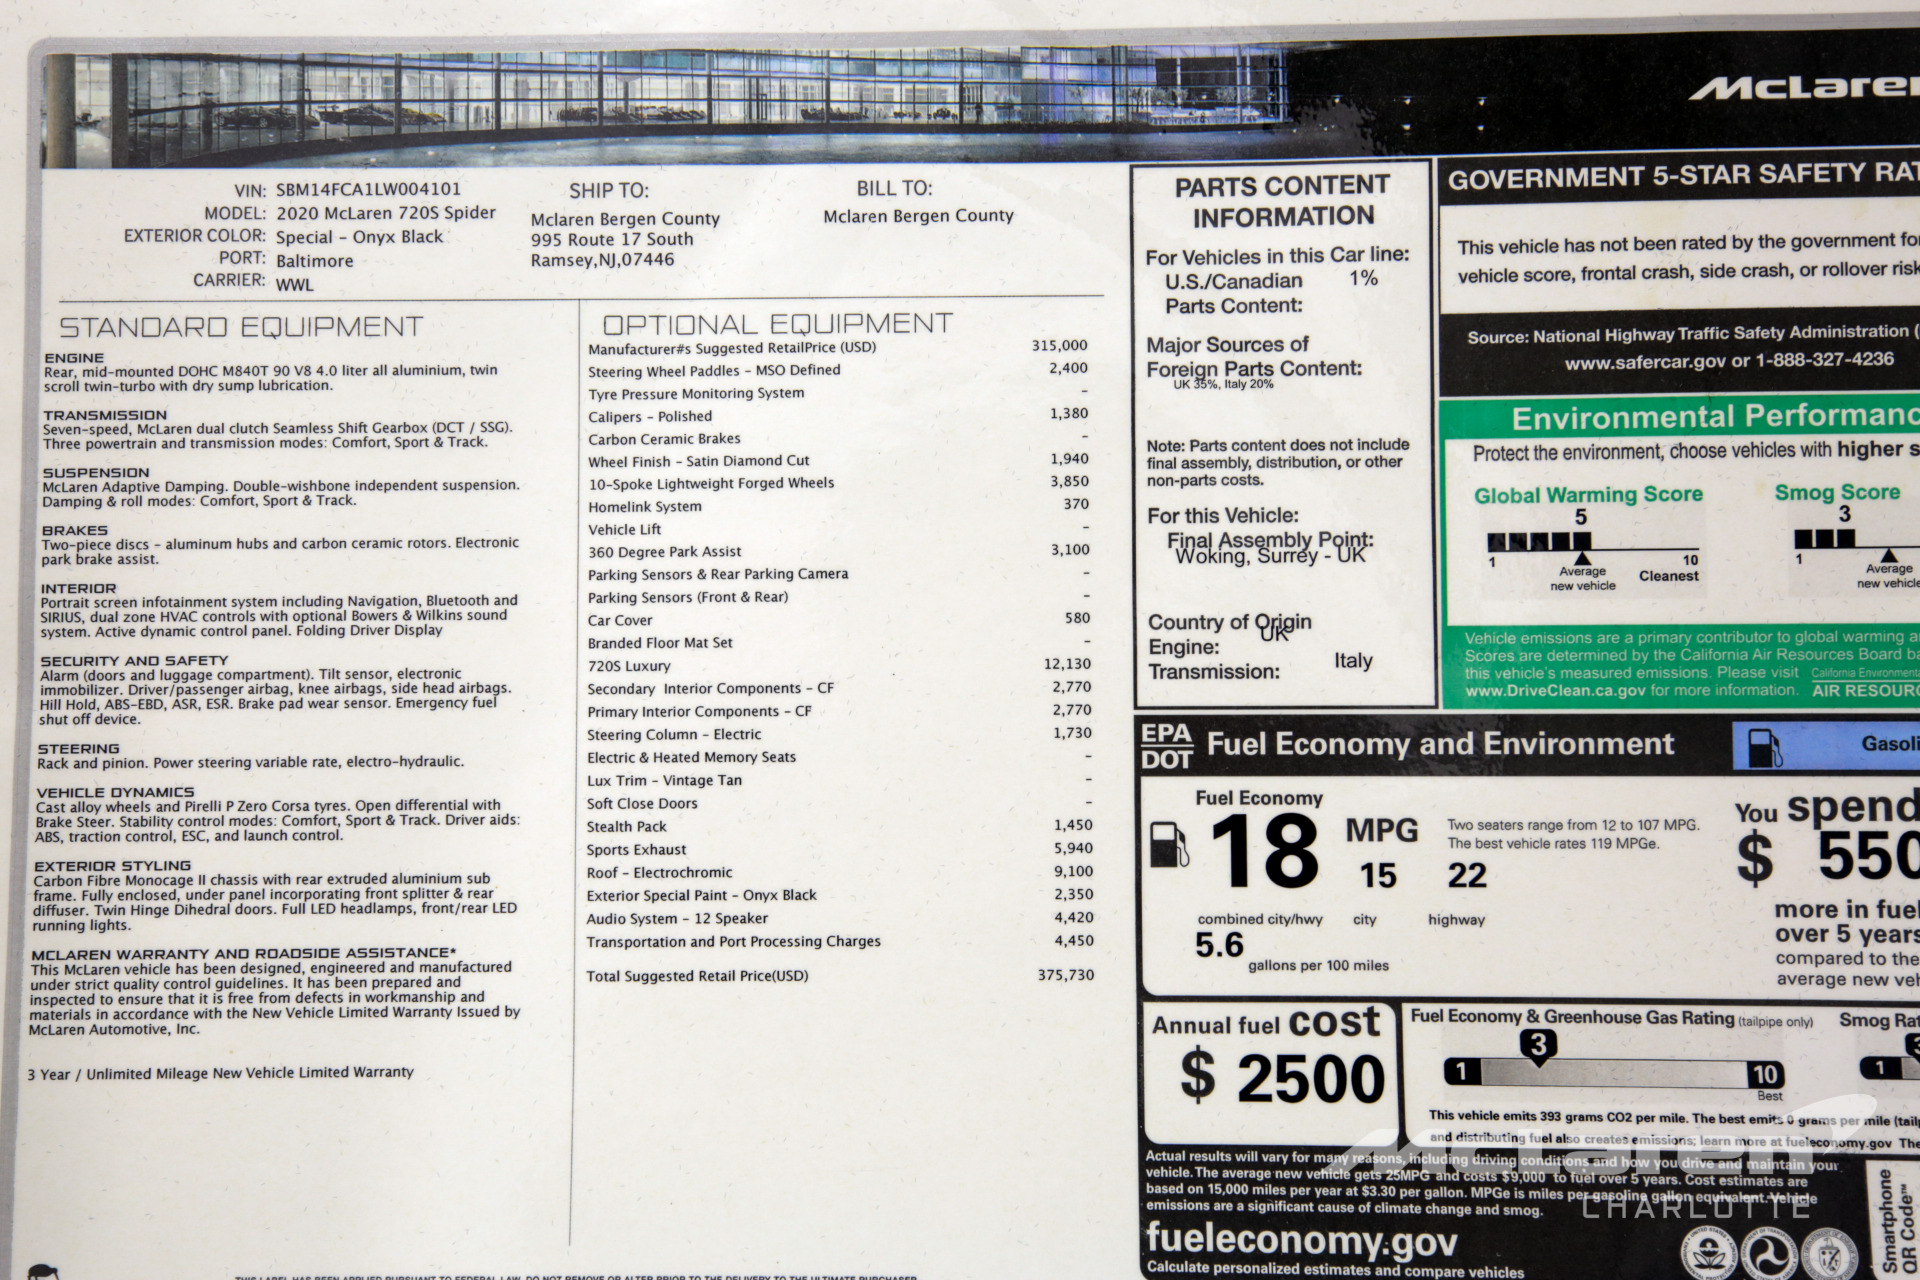 McLaren
VIN: SBM14FCA1LW004101
MODEL: 2020 McLaren 720S Spider
EXTERIOR COLOR: Special - Onyx Black
PORT: Baltimore
CARRIER: WWL
SHIP TO:
Mclaren Bergen County
995 Route 17 South
Ramsey,NJ,07446
BILL TO:
Mclaren Bergen County
STANDARD EQUIPMENT
ENGINE
Rear, mid-mounted DOHC M840T 90 V8 4.0 liter all aluminium, twin
scroll twin-turbo with dry sump lubrication.
TRANSMISSION
Seven-speed, McLaren dual clutch Seamless Shift Gearbox (DCT / SSG).
Three powertrain and transmission modes: Comfort, Sport & Track.
SUSPENSION
McLaren Adaptive Damping. Double-wishbone independent suspension.
Damping & roll modes: Comfort, Sport & Track.
BRAKES
Two-piece discs - aluminum hubs and carbon ceramic rotors. Electronic
park brake assist.
INTERIOR
Portrait screen infotainment system including Navigation, Bluetooth and
SIRIUS, dual zone HVAC controls with optional Bowers & Wilkins sound
system. Active dynamic control panel. Folding Driver Display
SECURITY AND SAFETY
Alarm (doors and luggage compartment). Tilt sensor, electronic
immobilizer. Driver/passenger airbag, knee airbags, side head airbags.
Hill Hold, ABS-EBD, ASR, ESR. Brake pad wear sensor. Emergency fuel
shut off device.
STEERING
Rack and pinion. Power steering variable rate, electro-hydraulic.
VEHICLE DYNAMICS
Cast alloy wheels and Pirelli P Zero Corsa tyres. Open differential with
Brake Steer. Stability control modes: Comfort, Sport & Track. Driver aids:
ABS, traction control, ESC, and launch control.
EXTERIOR STYLING
Carbon Fibre Monocage II chassis with rear extruded aluminium sub
frame. Fully enclosed, under panel incorporating front splitter & rear
diffuser. Twin Hinge Dihedral doors. Full LED headlamps, front/rear LED
running lights.
MCLAREN WARRANTY AND ROADSIDE ASSISTANCE*
This McLaren vehicle has been designed, engineered and manufactured
under strict quality control guidelines. It has been prepared and
inspected to ensure that it is free from defects in workmanship and
materials in accordance with the New Vehicle Limited Warranty Issued by
McLaren Automotive, Inc.
3 Year / Unlimited Mileage New Vehicle Limited Warranty
OPTIONAL EQUIPMENT
Manufacturer#s Suggested RetailPrice (USD) 315,000
Steering Wheel Paddles - MSO Defined 2,400
Tyre Pressure Monitoring System -
Calipers - Polished 1,380
Carbon Ceramic Brakes -
Wheel Finish - Satin Diamond Cut 1,940
10-Spoke Lightweight Forged Wheels 3,850
Homelink System 370
Vehicle Lift -
360 Degree Park Assist 3,100
Parking Sensors & Rear Parking Camera -
Parking Sensors (Front & Rear) -
Car Cover 580
Branded Floor Mat Set -
720S Luxury 12,130
Secondary Interior Components - CF 2,770
Primary Interior Components - CF 2,770
Steering Column - Electric 1,730
Electric & Heated Memory Seats -
Lux Trim - Vintage Tan -
Soft Close Doors -
Stealth Pack 1,450
Sports Exhaust 5,940
Roof - Electrochromic 9,100
Exterior Special Paint - Onyx Black 2,350
Audio System - 12 Speaker 4,420
Transportation and Port Processing Charges 4,450
Total Suggested Retail Price(USD) 375,730
THIS LABEL HAS BEEN APPLIED PURSUANT TO FEDERAL LAW. DO NOT REMOVE OR ALTER PRIOR TO THE DELIVERY TO THE ULTIMATE PURCHASER
PARTS CONTENT
INFORMATION
For Vehicles in this Car line:
U.S./Canadian 1%
Parts Content:
Major Sources of
Foreign Parts Content:
UK 35%, Italy 20%
Note: Parts content does not include
final assembly, distribution, or other
non-parts costs.
For this Vehicle:
Final Assembly Point:
Woking, Surrey - UK
Country of Origin
UK
Engine:
Transmission: Italy
GOVERNMENT 5-STAR SAFETY RAT
This vehicle has not been rated by the government fo
vehicle score, frontal crash, side crash, or rollover risk
Source: National Highway Traffic Safety Administration (
www.safercar.gov or 1-888-327-4236
Environmental Performanc
Protect the environment, choose vehicles with higher s
Global Warming Score
5
1 10
Average
new vehicle
Cleanest
Smog Score
3
1
Average
new vehicle
Vehicle emissions are a primary contributor to global warming a
Scores are determined by the California Air Resources Board ba
this vehicle's measured emissions. Please visit California Environment
www.DriveClean.ca.gov for more information. AIR RESOURC
EPA
DOT
Fuel Economy and Environment
Gasoli
Fuel Economy
18 MPG
15 22
combined city/hwy city highway
5.6
gallons per 100 miles
Two seaters range from 12 to 107 MPG.
The best vehicle rates 119 MPGe.
You spend
$ 550
more in fuel
over 5 years
compared to the
average new veh
Annual fuel cost
$ 2500
Fuel Economy & Greenhouse Gas Rating (tailpipe only) Smog Rat
3
1 10
Best
1
This vehicle emits 393 grams CO2 per mile. The best emits 0 grams per mile (tail
and distributing fuel also creates emissions; learn more at fueleconomy.gov The
Actual results will vary for many reasons, including driving conditions and how you drive and maintain your
vehicle. The average new vehicle gets 25MPG and costs $9,000 to fuel over 5 years. Cost estimates are
based on 15,000 miles per year at $3.30 per gallon. MPGe is miles per gasoline gallon equivalent. Vehicle
emissions are a significant cause of climate change and smog.
fueleconomy.gov
Calculate personalized estimates and compare vehicles
Smartphone
QR Code™
McLaren
CHARLOTTE